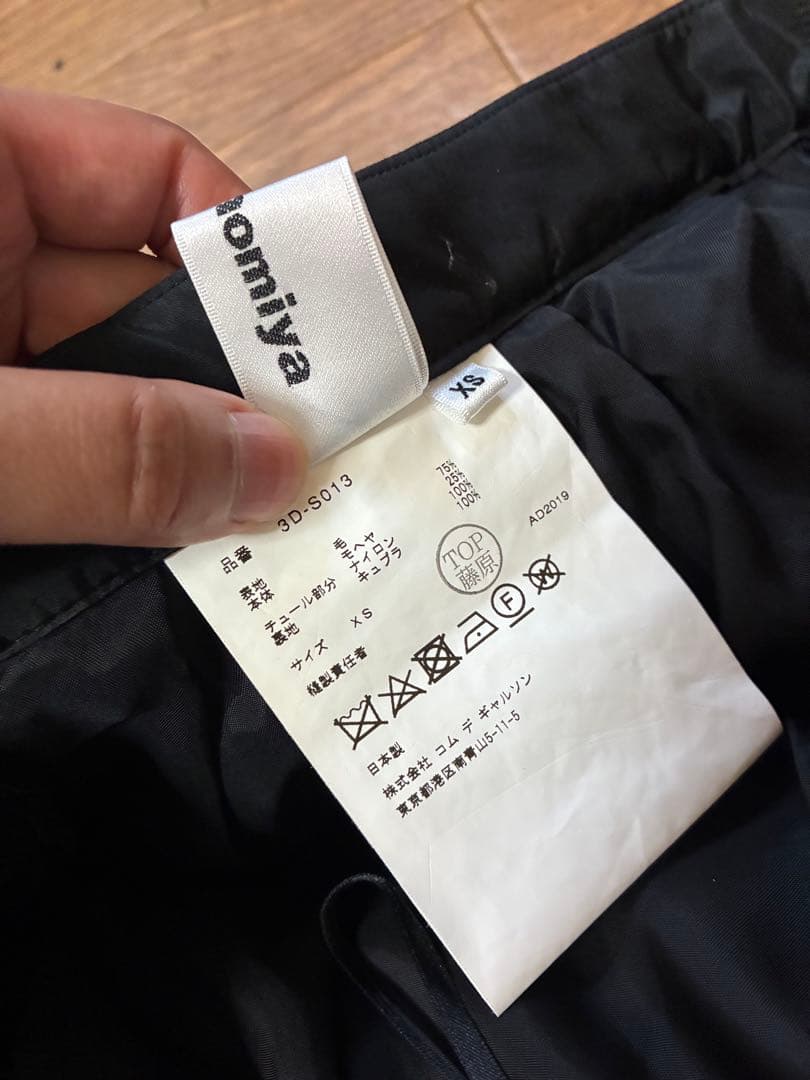 omiya
XS
品番 3D-S013
表地
本体 毛 75%
モヘヤ 25%
チュール部分 ナイロン 100%
裏地 キュプラ 100%
サイズ XS
縫製責任者
TOP
藤原
AD2019
F
W
日本製
株式会社 コム デ ギャルソン
東京都港区南青山5-11-5